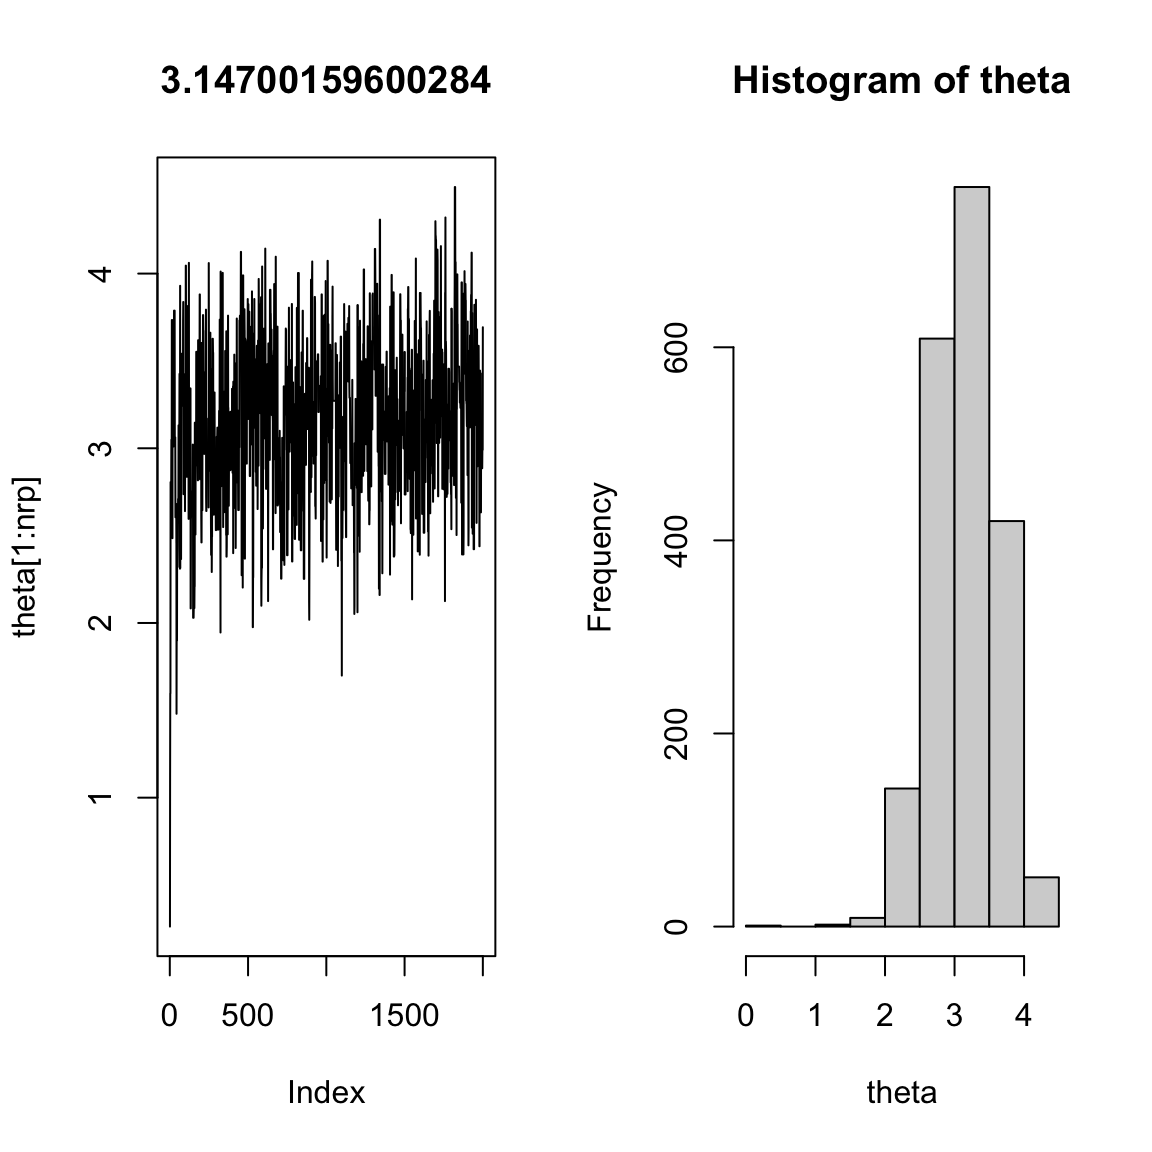 3.14700159600284
theta[1:nrp]
4
3
2
1
0 500 1500
Index
Histogram of theta
Frequency
600
400
200
0
0 1 2 3 4
theta